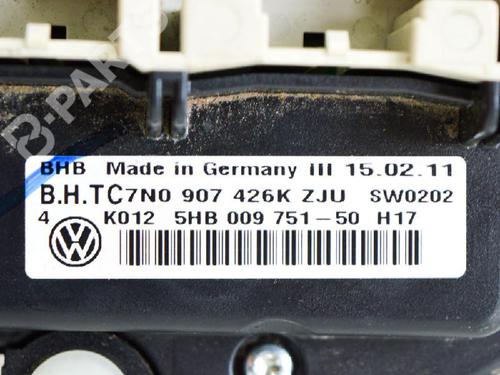 B-PARTS
BHB Made in Germany III 15.02.11
B.H.TC7N0 907 426K ZJU SW0202
4 K012 5HB 009 751-50 H17